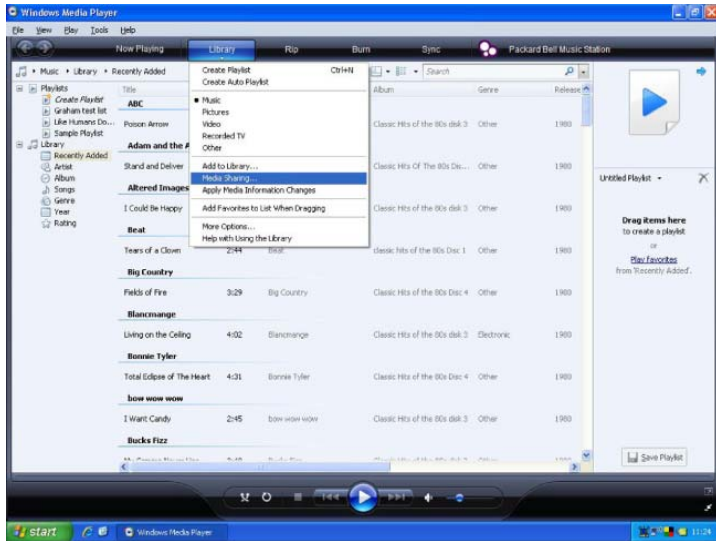 Windows Media Player
File View Play Tools Help
Now Playing Library Rip Burn Sync Packard Bell Music Station
Music Library Recently Added Search
Playlists
Create Playlist
Graham test list
Like Humans Do...
Sample Playlist
Library
Recently Added
Artist
Album
Songs
Genre
Year
Rating
Create Playlist Ctrl+N
Create Auto Playlist
Music
Pictures
Video
Recorded TV
Other
Add to Library...
Media Sharing...
Apply Media Information Changes
Add Favorites to List When Dragging
More Options...
Help with Using the Library
Title Album Genre Release
ABC
Poison Arrow Classic Hits of the 80s disk 3 Other 1980
Adam and the A
Stand and Deliver Classic Hits Of The 80s Dis... Other 1980
Altered Images
I Could Be Happy Classic Hits of the 80s disk 3 Other 1980
Beat
Tears of a Clown 2:44 Beat classic hits of the 80s Disc 1 Other 1980
Big Country
Fields of Fire 3:29 Big Country Classic Hits of the 80s Disc 4 Other 1980
Blancmange
Living on the Ceiling 4:02 Blancmange Classic Hits of the 80s disk 3 Electronic 1980
Bonnie Tyler
Total Eclipse of The Heart 4:31 Bonnie Tyler Classic Hits of the 80s Disc 4 Other 1980
bow wow wow
I Want Candy 2:45 bow wow wow Classic Hits of the 80s disk 3 Other 1980
Bucks Fizz
Untitled Playlist
Drag items here
to create a playlist
or
Play favorites
from 'Recently Added'.
Save Playlist
start Windows Media Player 11:24